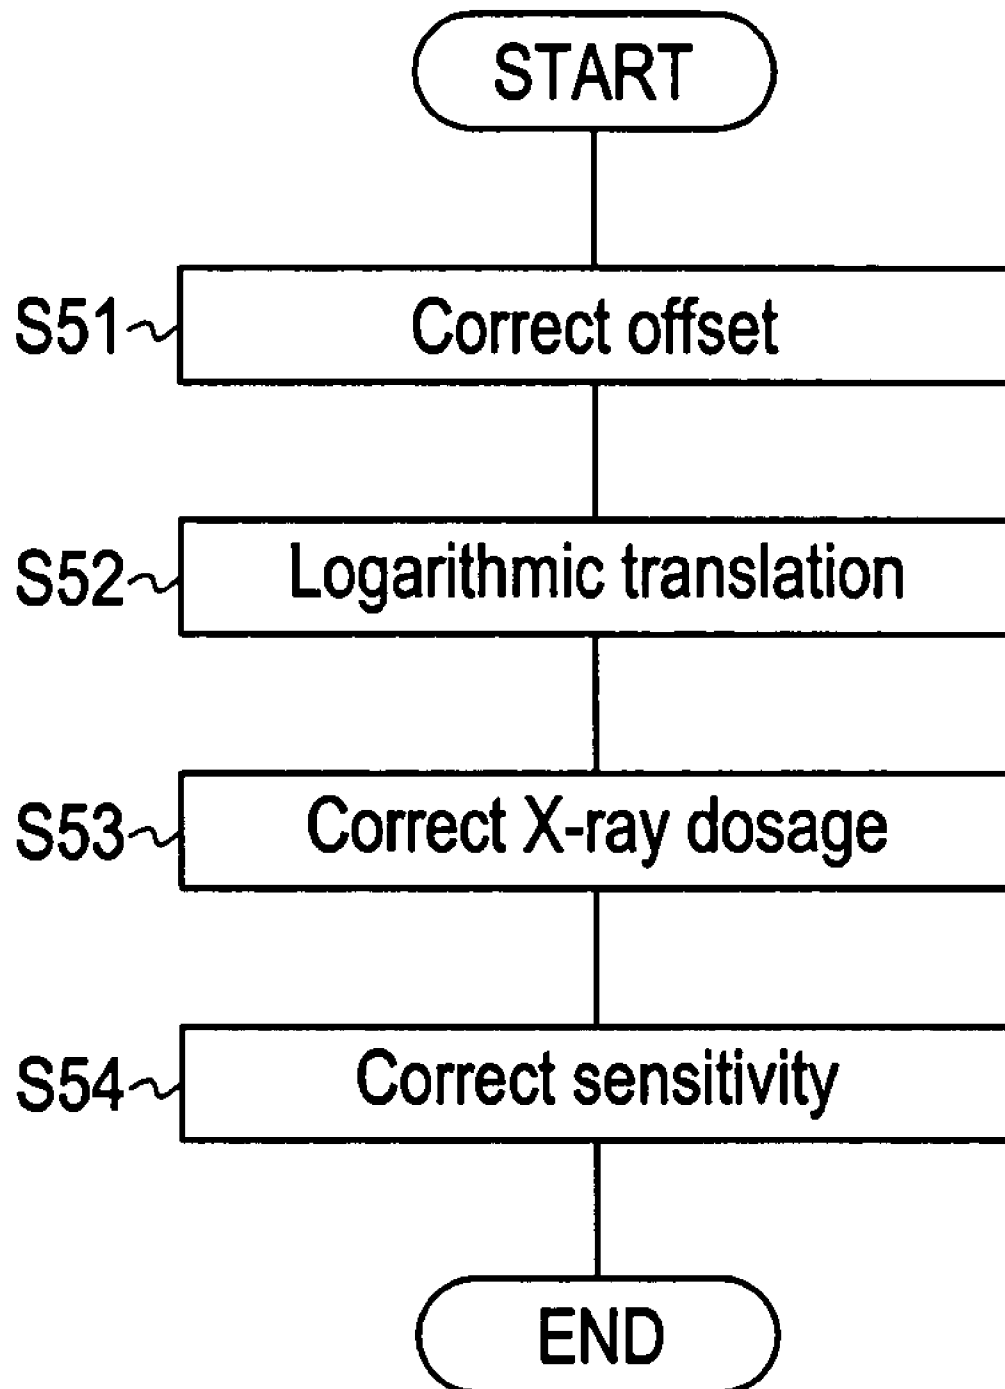 START
S51
Correct offset
S52
Logarithmic translation
S53
Correct X-ray dosage
S54
Correct sensitivity
END